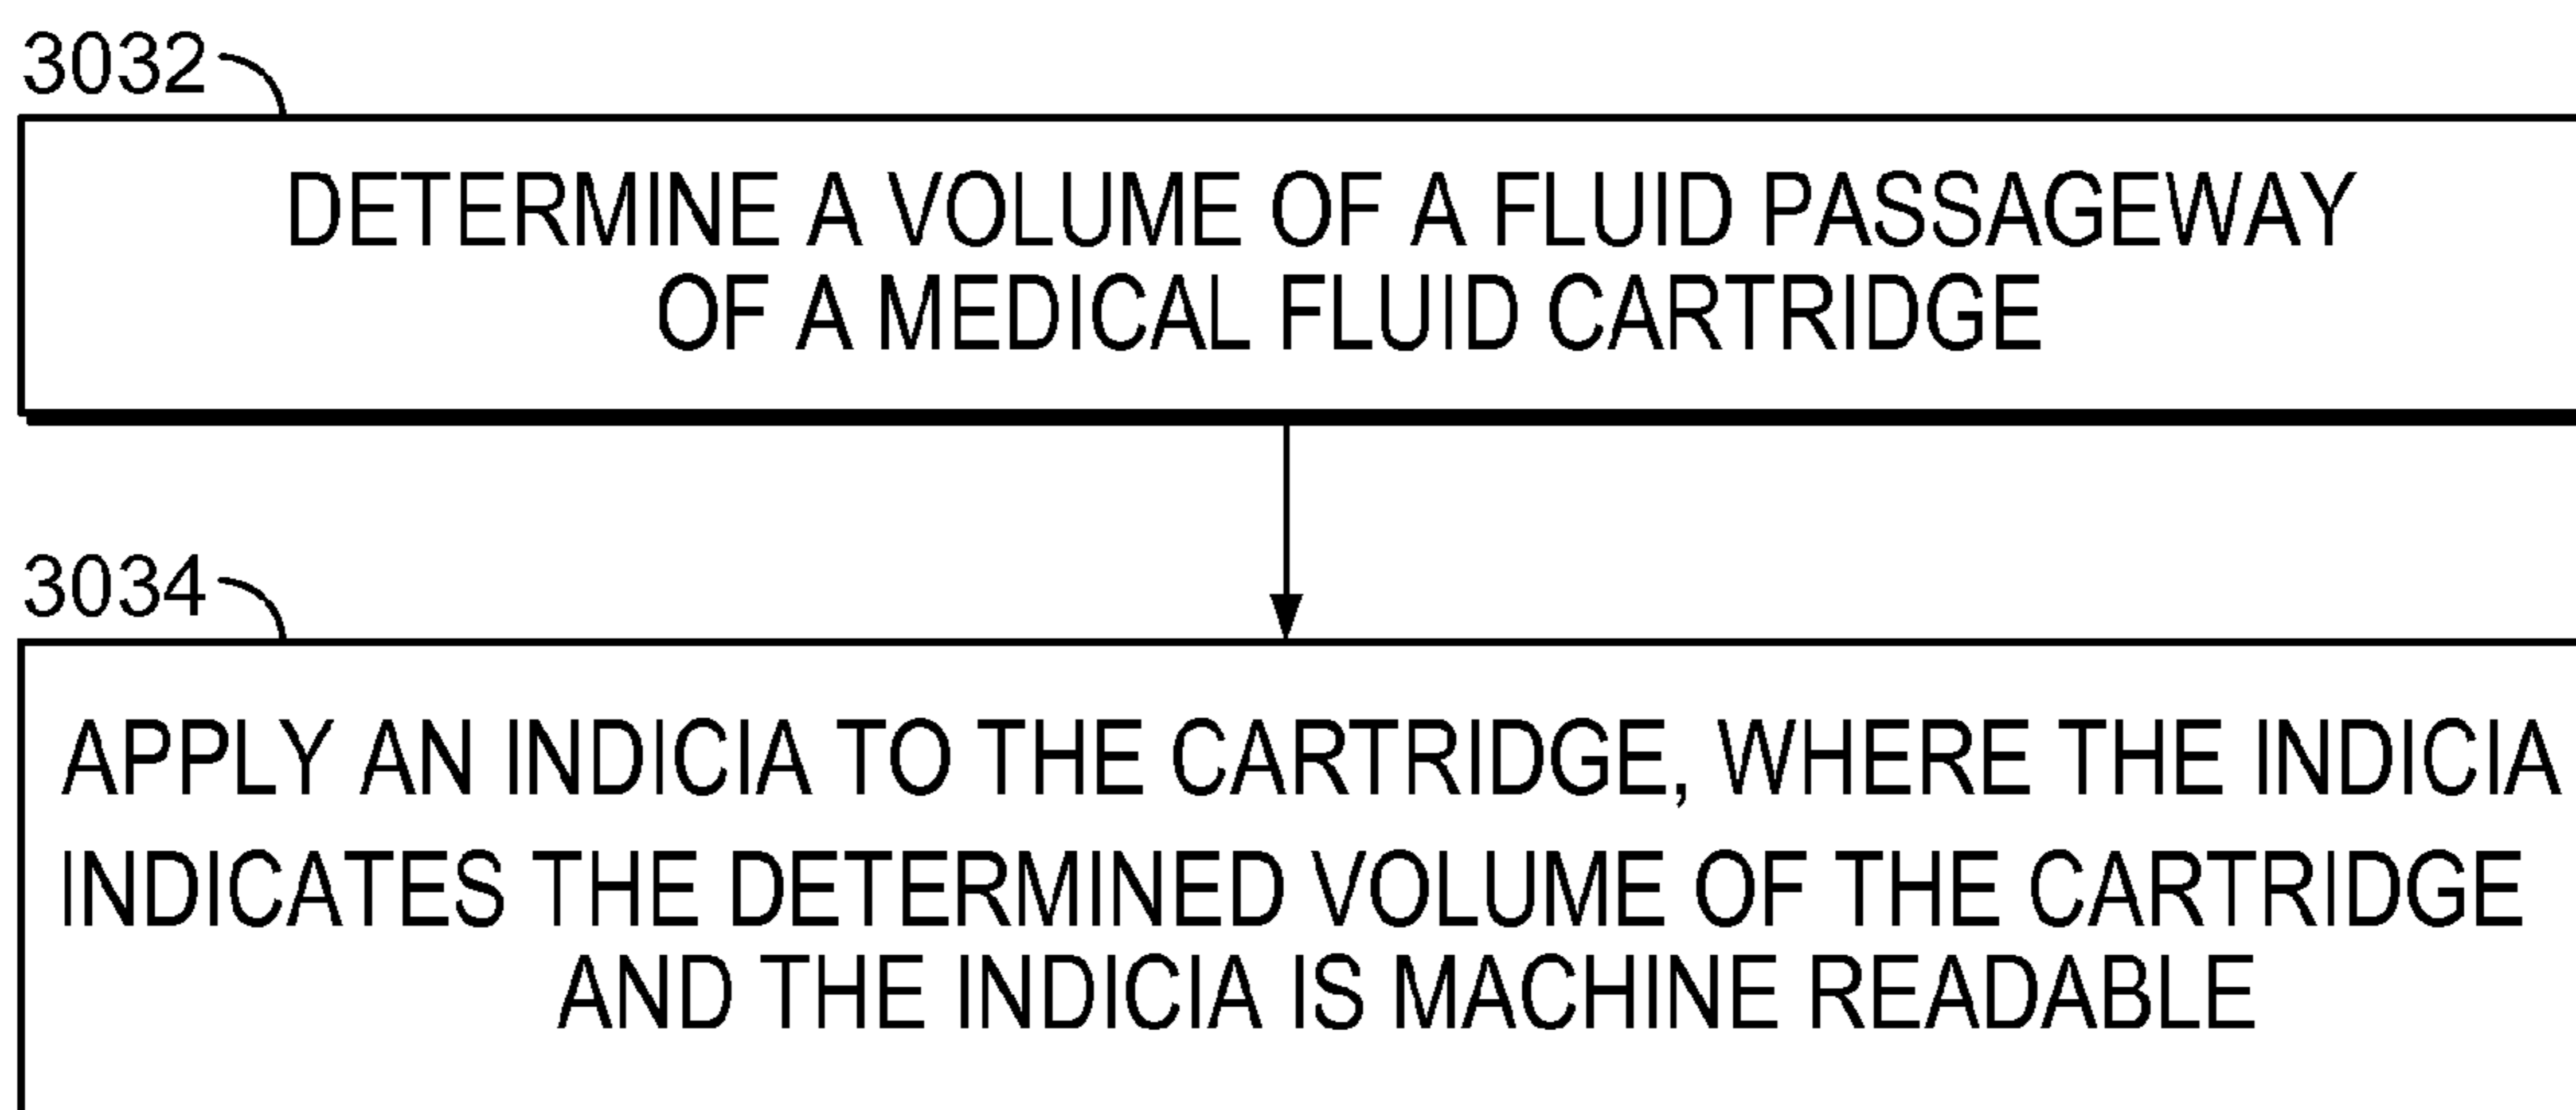 3032
DETERMINE A VOLUME OF A FLUID PASSAGEWAY
OF A MEDICAL FLUID CARTRIDGE
3034
APPLY AN INDICIA TO THE CARTRIDGE, WHERE THE INDICIA
INDICATES THE DETERMINED VOLUME OF THE CARTRIDGE
AND THE INDICIA IS MACHINE READABLE